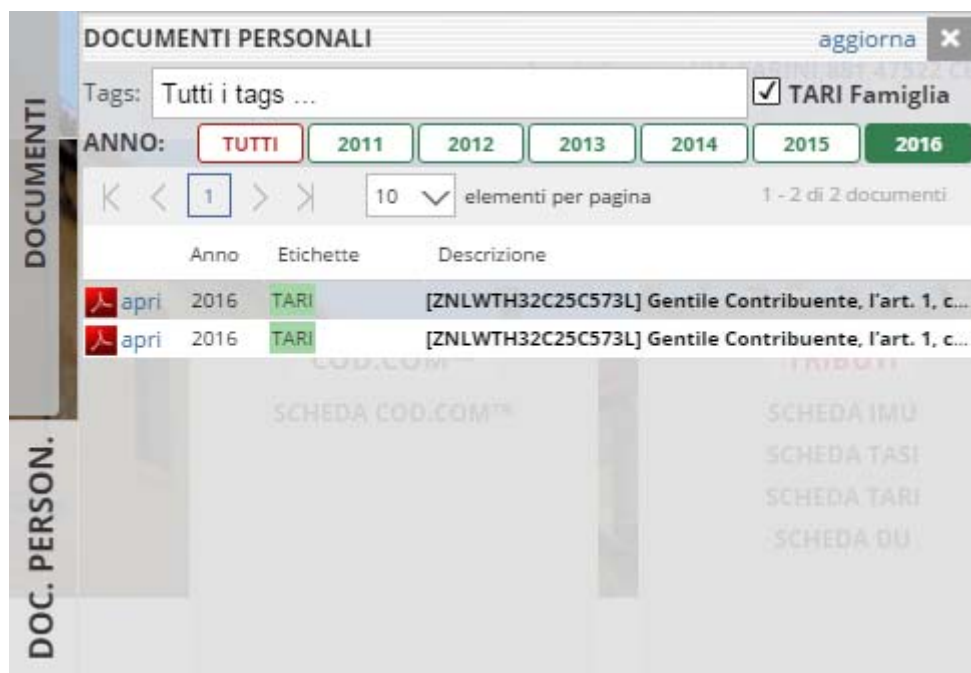 DOCUMENTI PERSONALI aggiorna
Tags: Tutti i tags ... TARI Famiglia
ANNO: TUTTI 2011 2012 2013 2014 2015 2016
1 10 elementi per pagina 1 - 2 di 2 documenti
Anno Etichette Descrizione
apri 2016 TARI [ZNLWTH32C25C573L] Gentile Contribuente, l'art. 1, c...
apri 2016 TARI [ZNLWTH32C25C573L] Gentile Contribuente, l'art. 1, c...
COD.COM™ TRIBUTI
SCHEDA COD.COM™ SCHEDA IMU
SCHEDA TASI
SCHEDA TARI
SCHEDA DU
DOCUMENTI
DOC. PERSON.